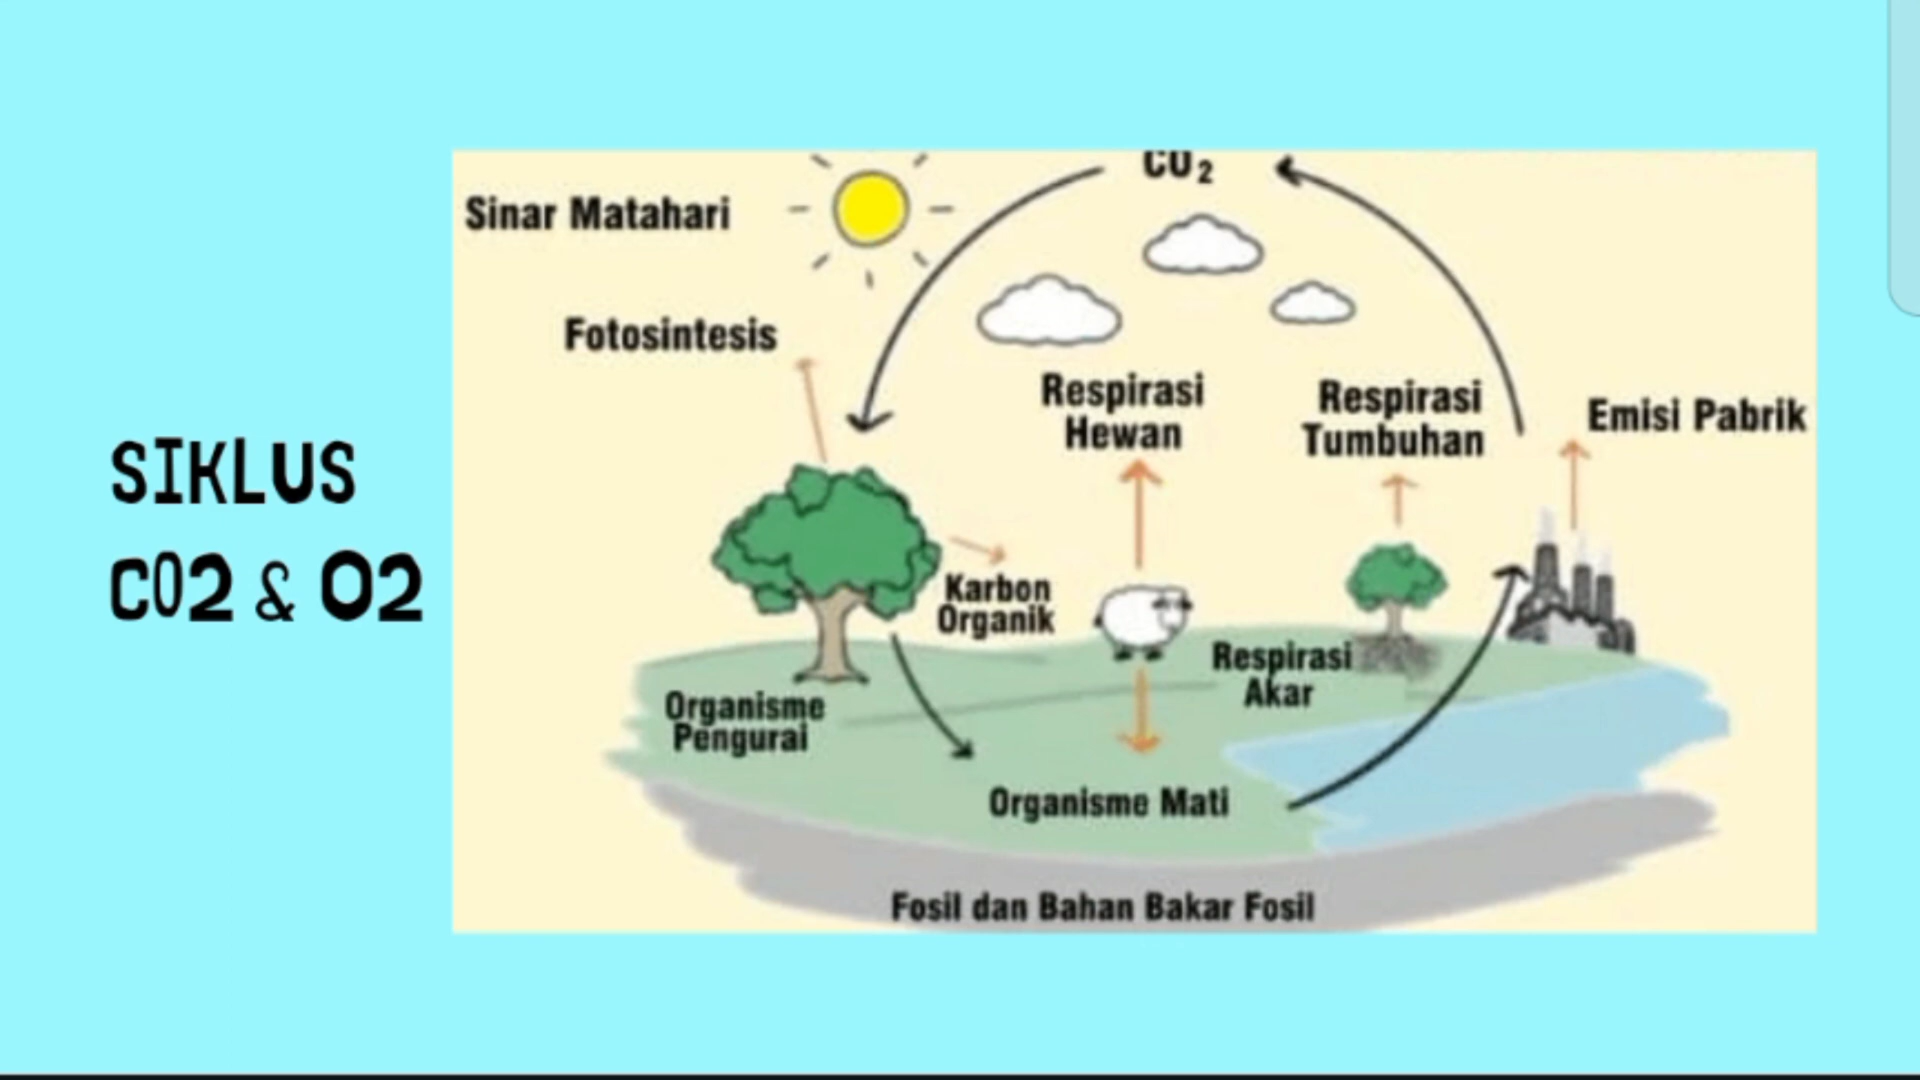 SIKLUS
CO2 & O2
CO2
Sinar Matahari
Fotosintesis
Respirasi
Hewan
Respirasi
Tumbuhan
Emisi Pabrik
Karbon
Organik
Respirasi
Akar
Organisme
Pengurai
Organisme Mati
Fosil dan Bahan Bakar Fosil